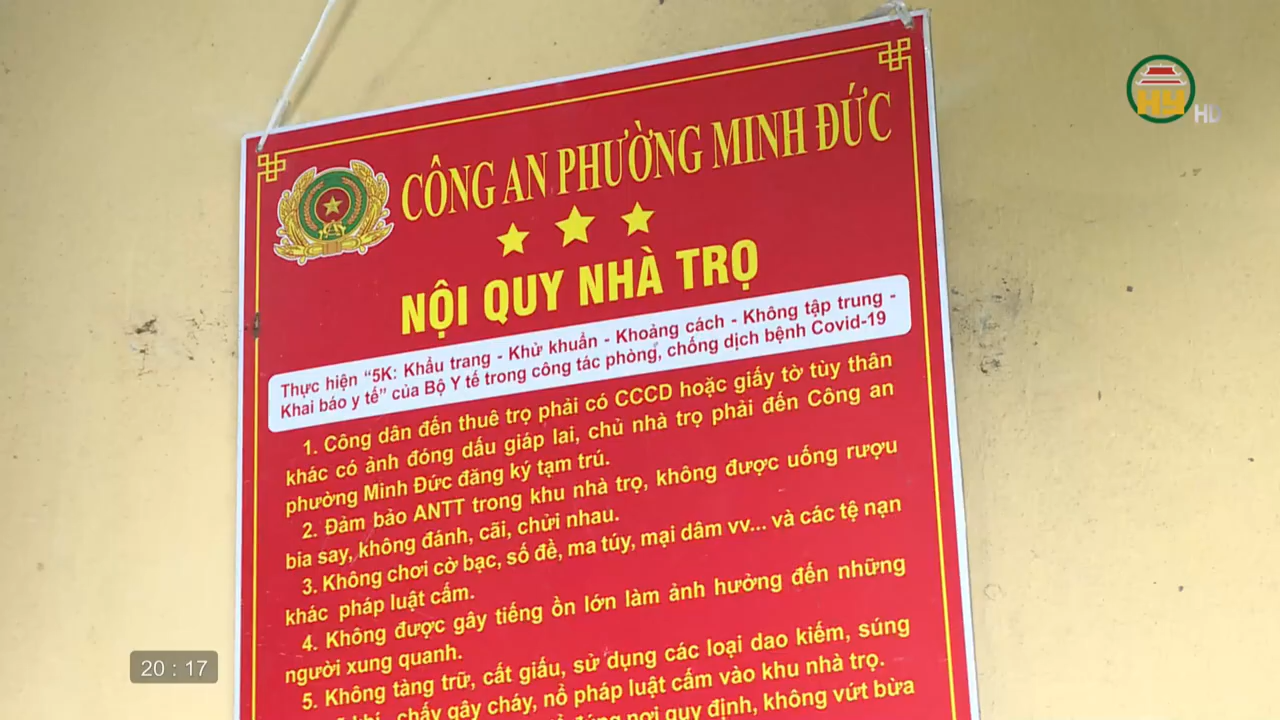 HY HD
CÔNG AN PHƯỜNG MINH ĐỨC
NỘI QUY NHÀ TRỌ
Thực hiện “5K: Khẩu trang - Khử khuẩn - Khoảng cách - Không tập trung -
Khai báo y tế” của Bộ Y tế trong công tác phòng, chống dịch bệnh Covid-19
1. Công dân đến thuê trọ phải có CCCD hoặc giấy tờ tùy thân
khác có ảnh đóng dấu giáp lai, chủ nhà trọ phải đến Công an
phường Minh Đức đăng ký tạm trú.
2. Đảm bảo ANTT trong khu nhà trọ, không được uống rượu
bia say, không đánh, cãi, chửi nhau.
3. Không chơi cờ bạc, số đề, ma túy, mại dâm vv... và các tệ nạn
khác pháp luật cấm.
4. Không được gây tiếng ồn lớn làm ảnh hưởng đến những
người xung quanh.
5. Không tàng trữ, cất giấu, sử dụng các loại dao kiếm, súng
chấy gây cháy, nổ pháp luật cấm vào khu nhà trọ.
đúng nơi quy định, không vứt bừa
20 : 17